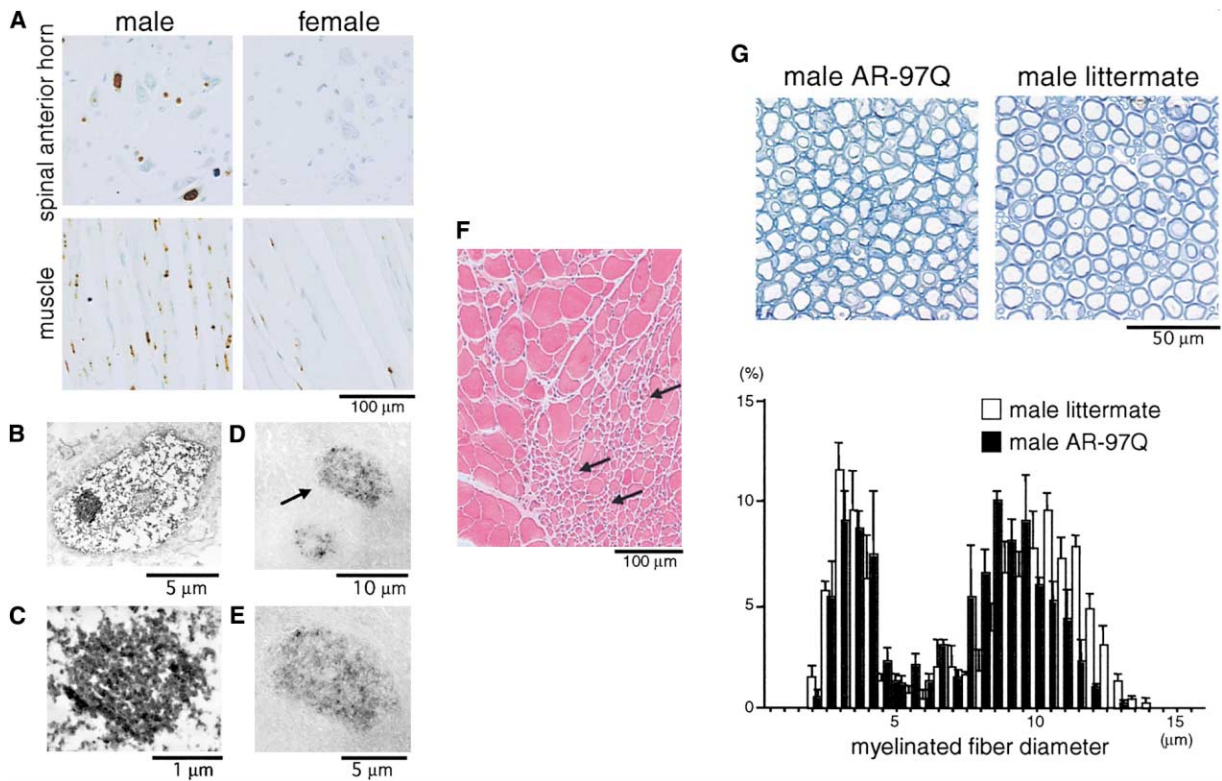 A
male
female
spinal anterior horn
muscle
100 μm
B
5 μm
D
10 μm
C
1 μm
E
5 μm
F
100 μm
G
male AR-97Q
male littermate
50 μm
(%)
15
10
5
0
male littermate
male AR-97Q
5
10
15
(μm)
myelinated fiber diameter